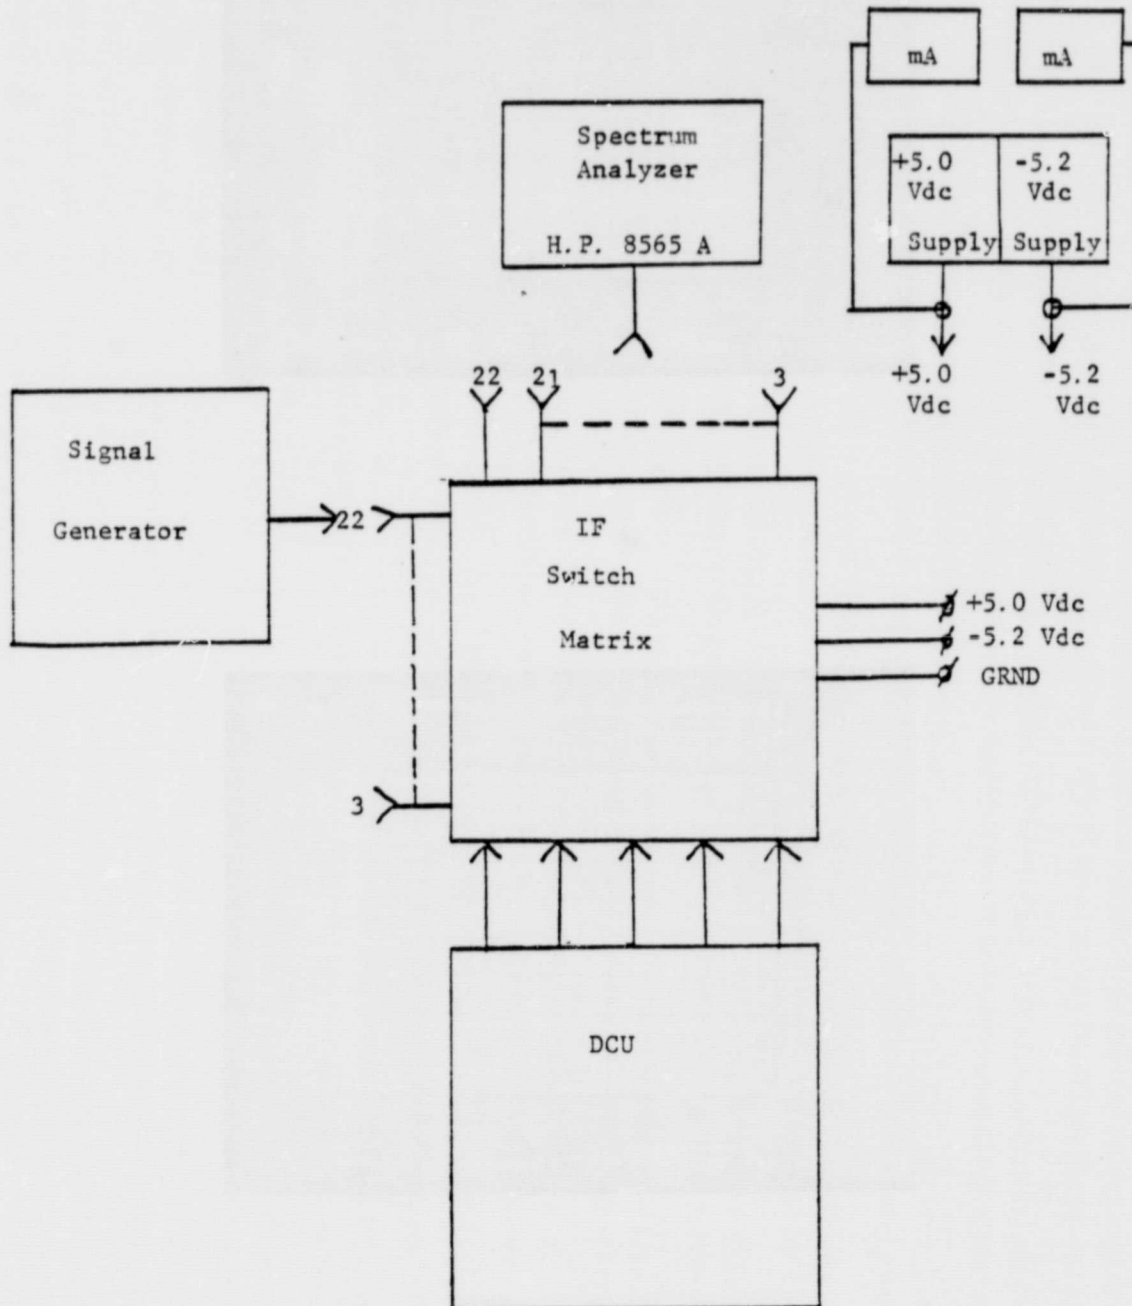 mA
mA
Spectrum
Analyzer
H.P. 8565 A
+5.0
Vdc
Supply
-5.2
Vdc
Supply
+5.0
Vdc
-5.2
Vdc
22
21
3
Signal
Generator
22
3
IF
Switch
Matrix
+5.0 Vdc
-5.2 Vdc
GRND
DCU